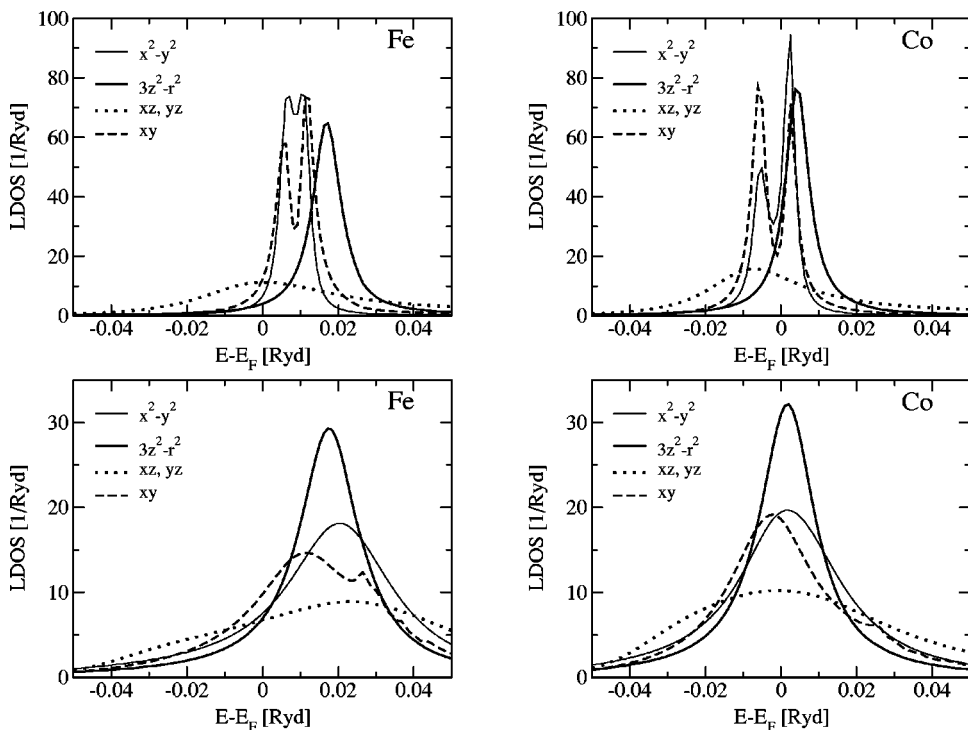 Fe
x²-y²
3z²-r²
xz, yz
xy
LDOS [1/Ryd]
100
80
60
40
20
0
-0.04 -0.02 0 0.02 0.04
E-E_F [Ryd]
Co
x²-y²
3z²-r²
xz, yz
xy
LDOS [1/Ryd]
100
80
60
40
20
0
-0.04 -0.02 0 0.02 0.04
E-E_F [Ryd]
Fe
x²-y²
3z²-r²
xz, yz
xy
LDOS [1/Ryd]
30
20
10
0
-0.04 -0.02 0 0.02 0.04
E-E_F [Ryd]
Co
x²-y²
3z²-r²
xz, yz
xy
LDOS [1/Ryd]
30
20
10
0
-0.04 -0.02 0 0.02 0.04
E-E_F [Ryd]